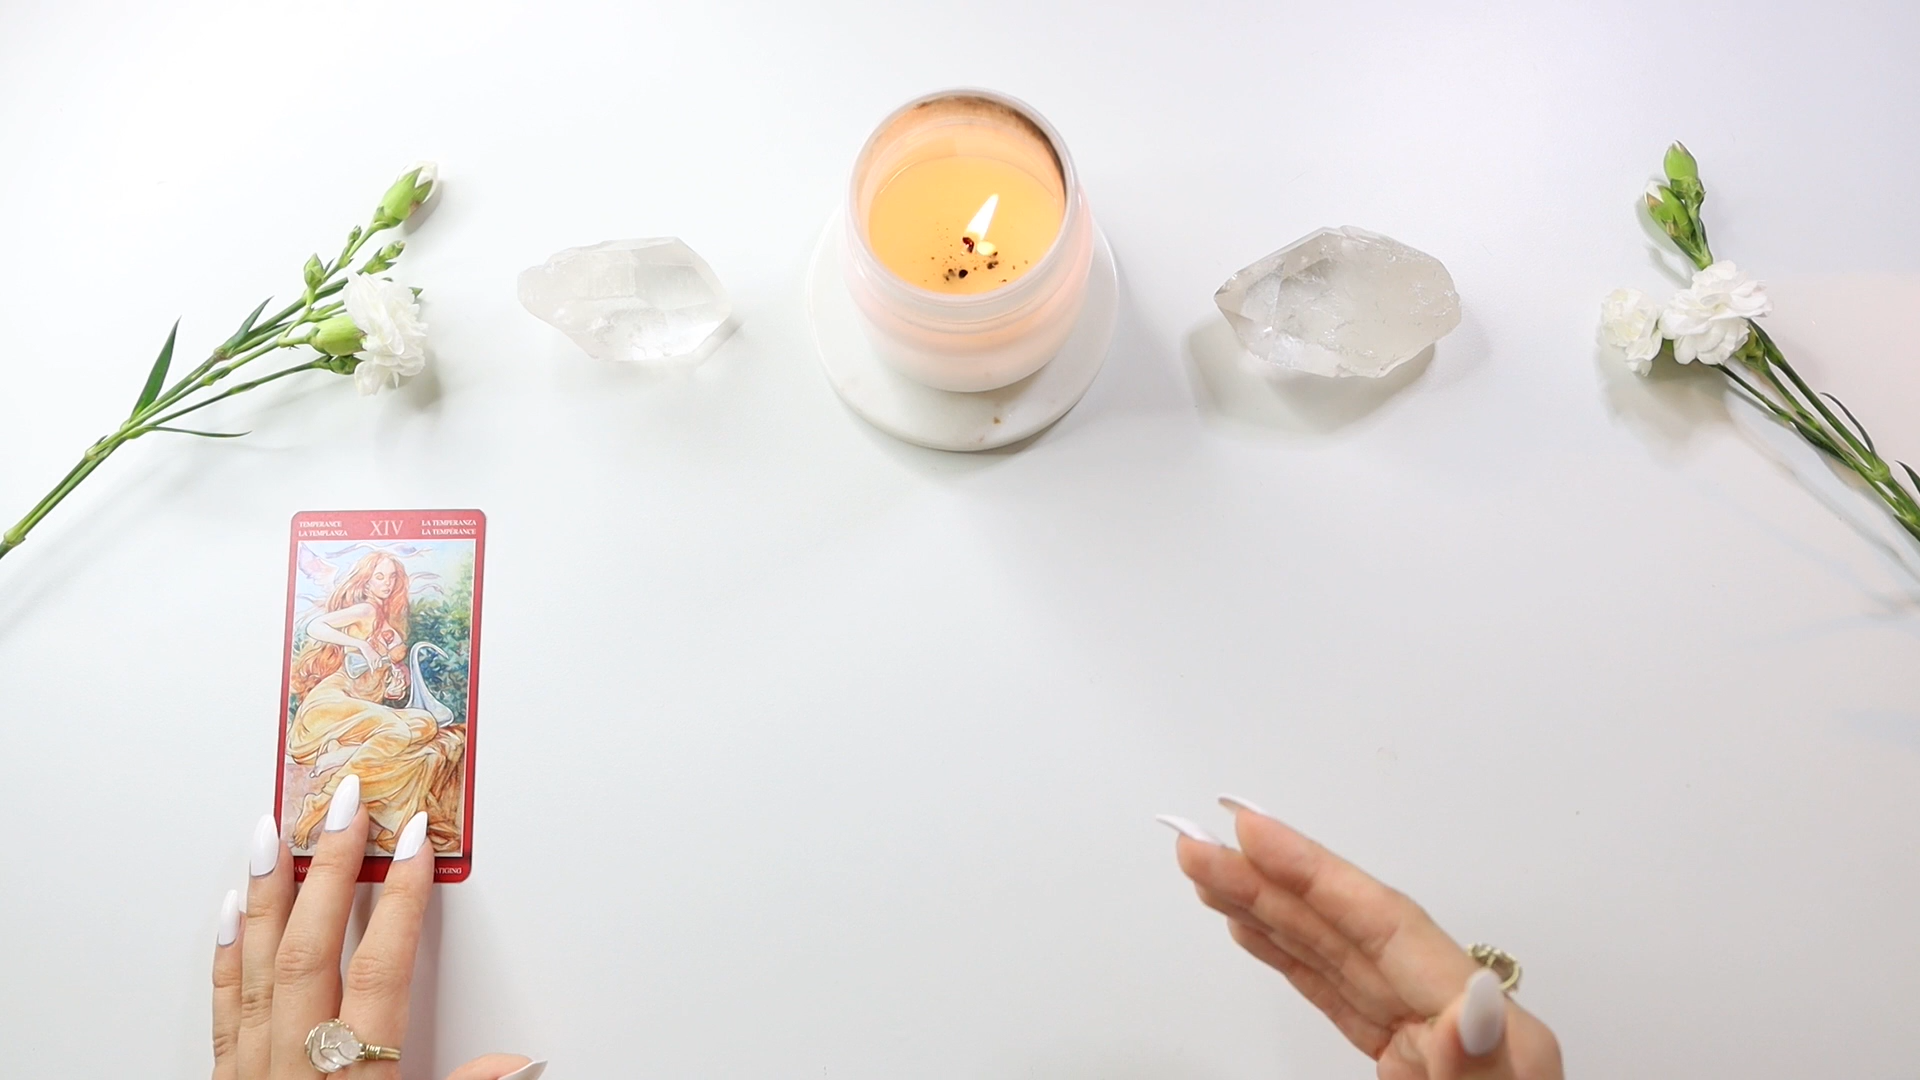 TEMPERANCE
LA TEMPLANZA
XIV
LA TEMPERANZA
LA TEMPÉRANCE